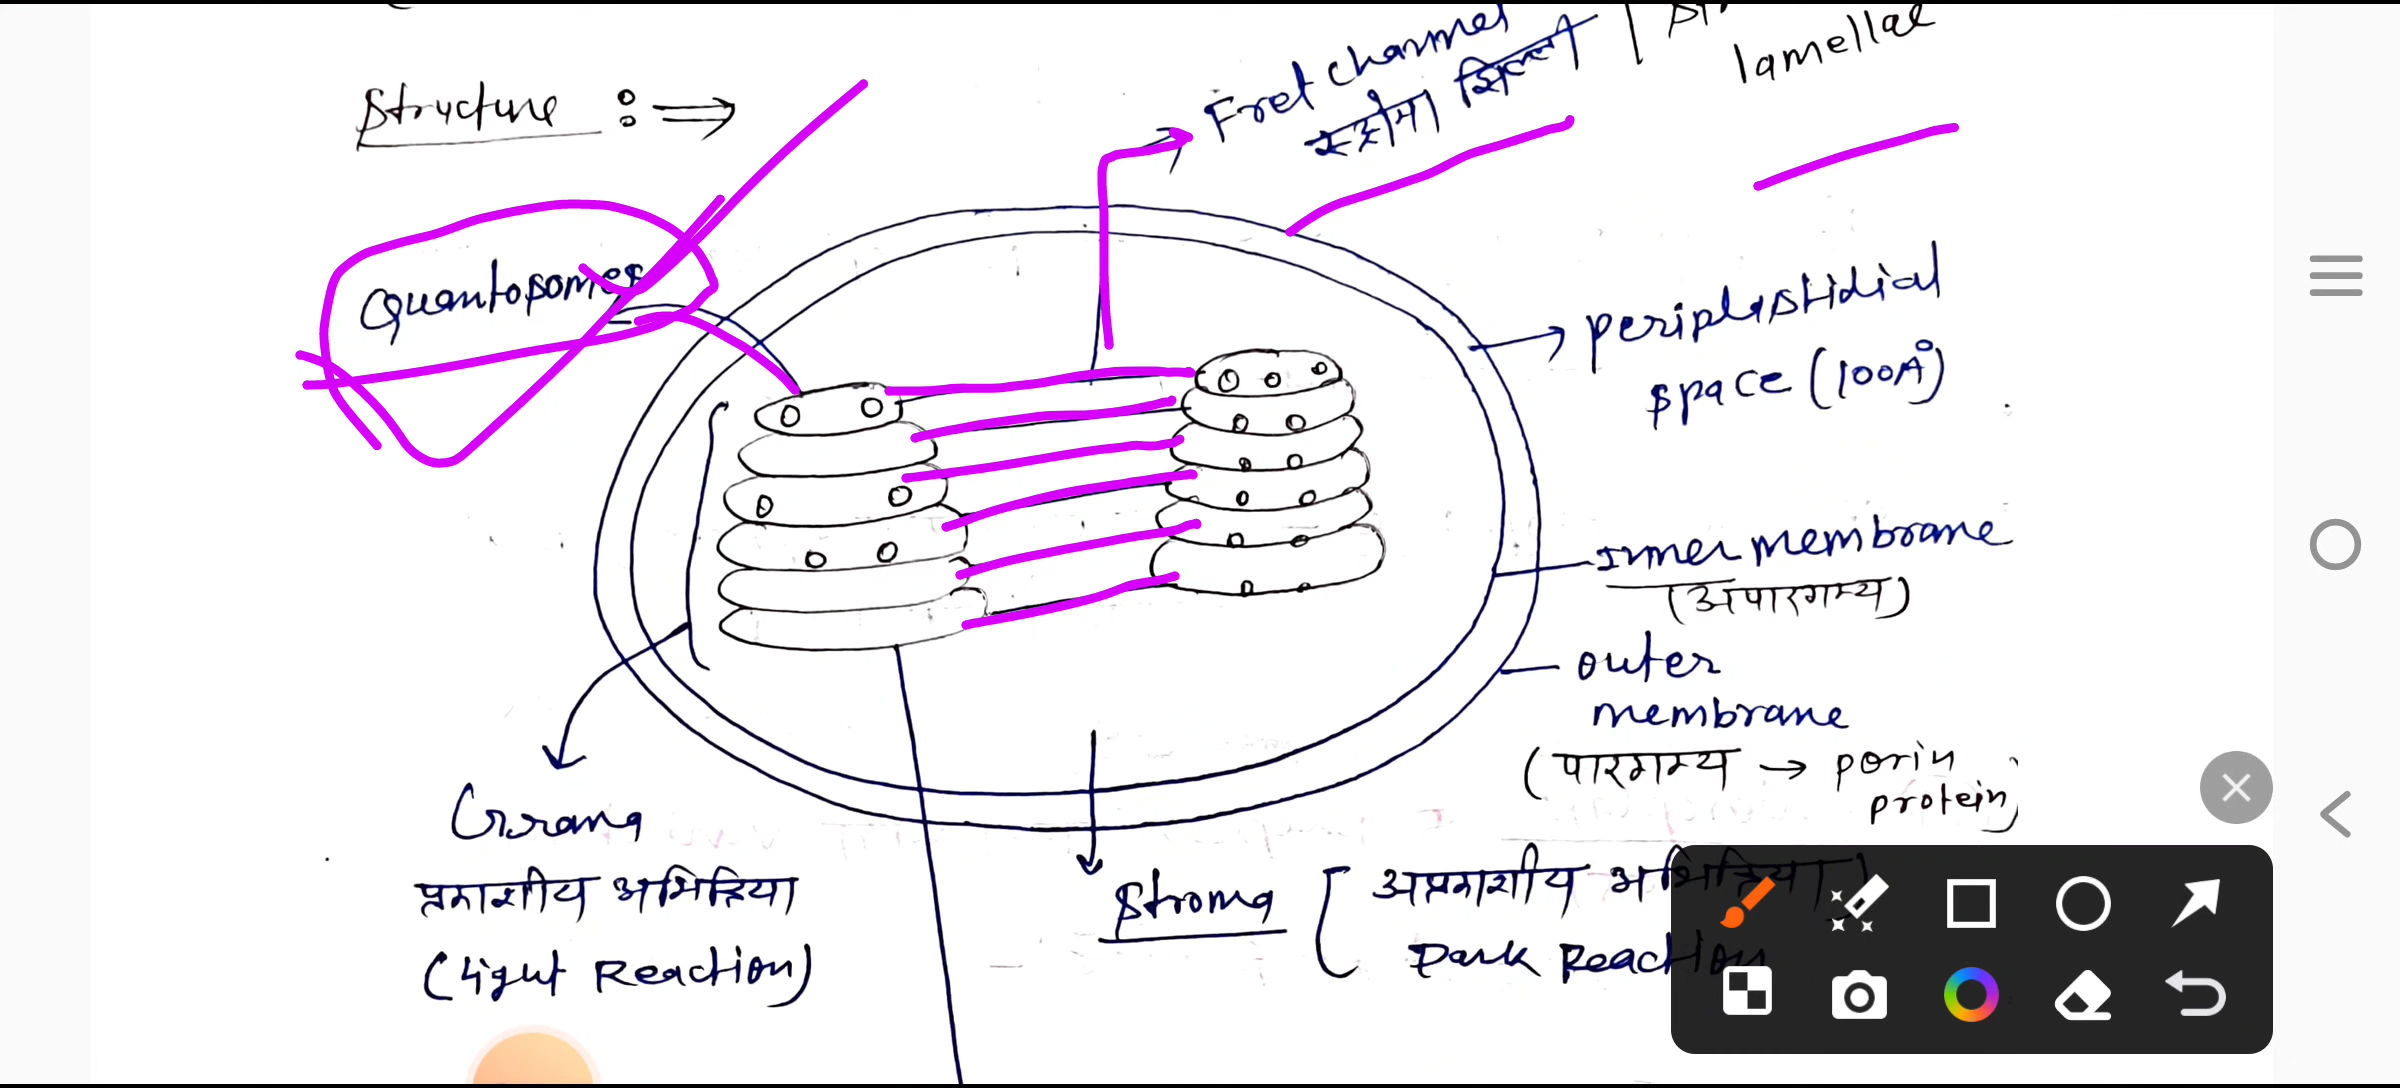 Structure :⇒
Fret channel
स्ट्रोमा झिल्ली |
lamellae
Quantosomes
periplastidial
space (100A°)
Inner membrane
(अपारगम्य)
outer
membrane
(पारगम्य → porin
protein)
Grana
प्रकाशीय अभिक्रिया
(Light Reaction)
Stroma
अप्रकाशीय अभिक्रिया)
Dark Reaction